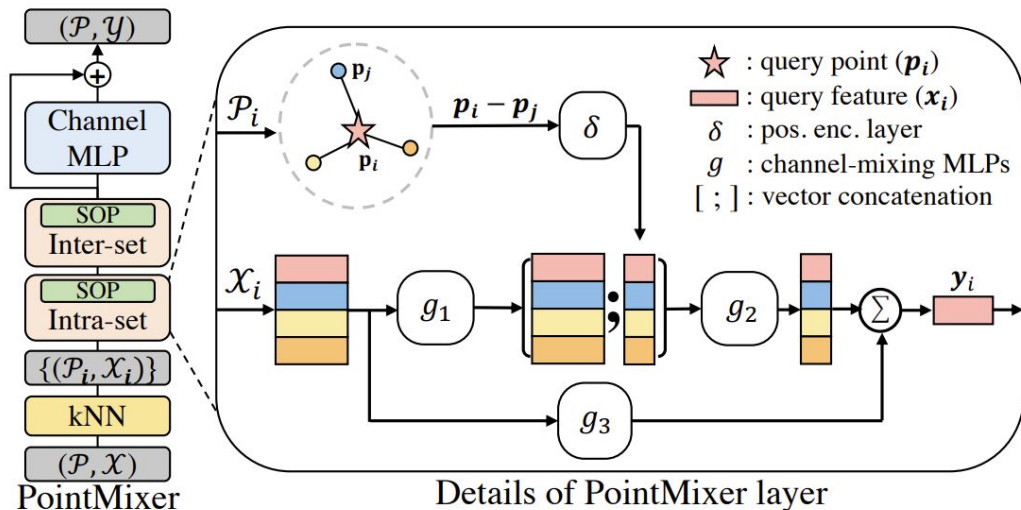 (𝒫, 𝒴)
+
Channel
MLP
SOP
Inter-set
SOP
Intra-set
{(𝒫ᵢ, 𝒳ᵢ)}
kNN
(𝒫, 𝒳)
PointMixer
𝒫ᵢ
pⱼ
pᵢ
pᵢ − pⱼ
δ
: query point (pᵢ)
: query feature (xᵢ)
δ : pos. enc. layer
g : channel-mixing MLPs
[ ; ] : vector concatenation
𝒳ᵢ
g₁
[ ; ]
g₂
Σ
yᵢ
g₃
Details of PointMixer layer